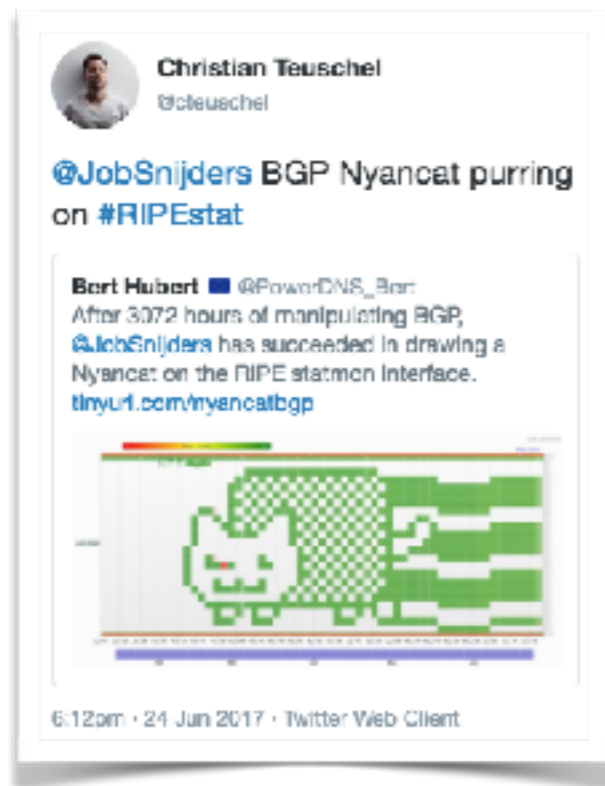 Christian Teuschel
@cteuschel
@JobSnijders BGP Nyancat purring
on #RIPEstat
Bert Hubert @PowerDNS_Bert
After 3072 hours of manipulating BGP,
@JobSnijders has succeeded in drawing a
Nyancat on the RIPE statmon interface.
tinyurl.com/nyancatbgp
6:12pm · 24 Jun 2017 · Twitter Web Client